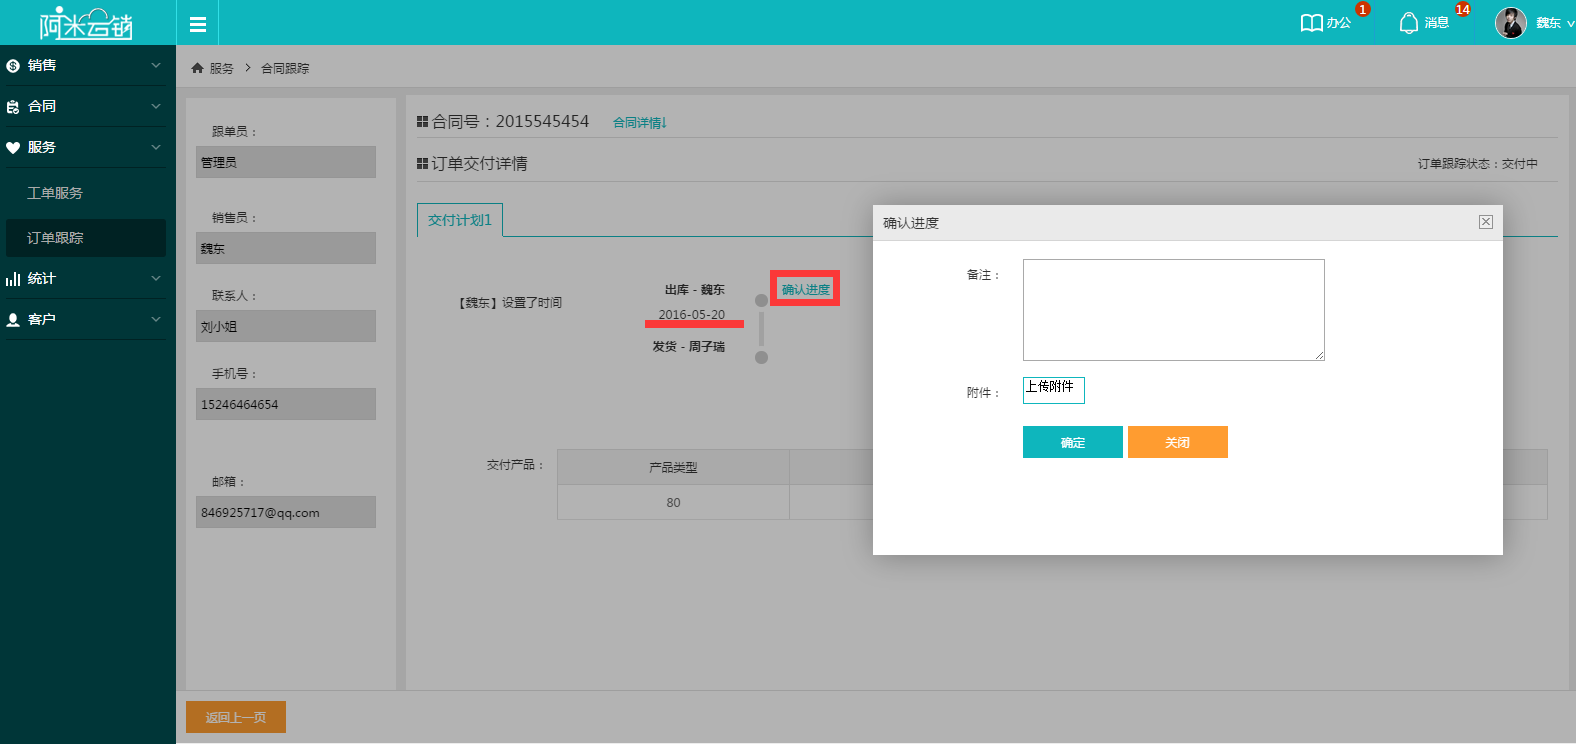 阿米云销
办公
1
消息
14
魏东
销售
合同
服务
工单服务
订单跟踪
统计
客户
服务 > 合同跟踪
跟单员：
管理员
销售员：
魏东
联系人：
刘小姐
手机号：
15246464654
邮箱：
846925717@qq.com
合同号：2015545454 合同详情↓
订单交付详情
订单跟踪状态：交付中
交付计划1
【魏东】设置了时间
出库 - 魏东
确认进度
2016-05-20
发货 - 周子瑞
交付产品：
产品类型
80
确认进度
备注：
附件：
上传附件
确定
关闭
返回上一页